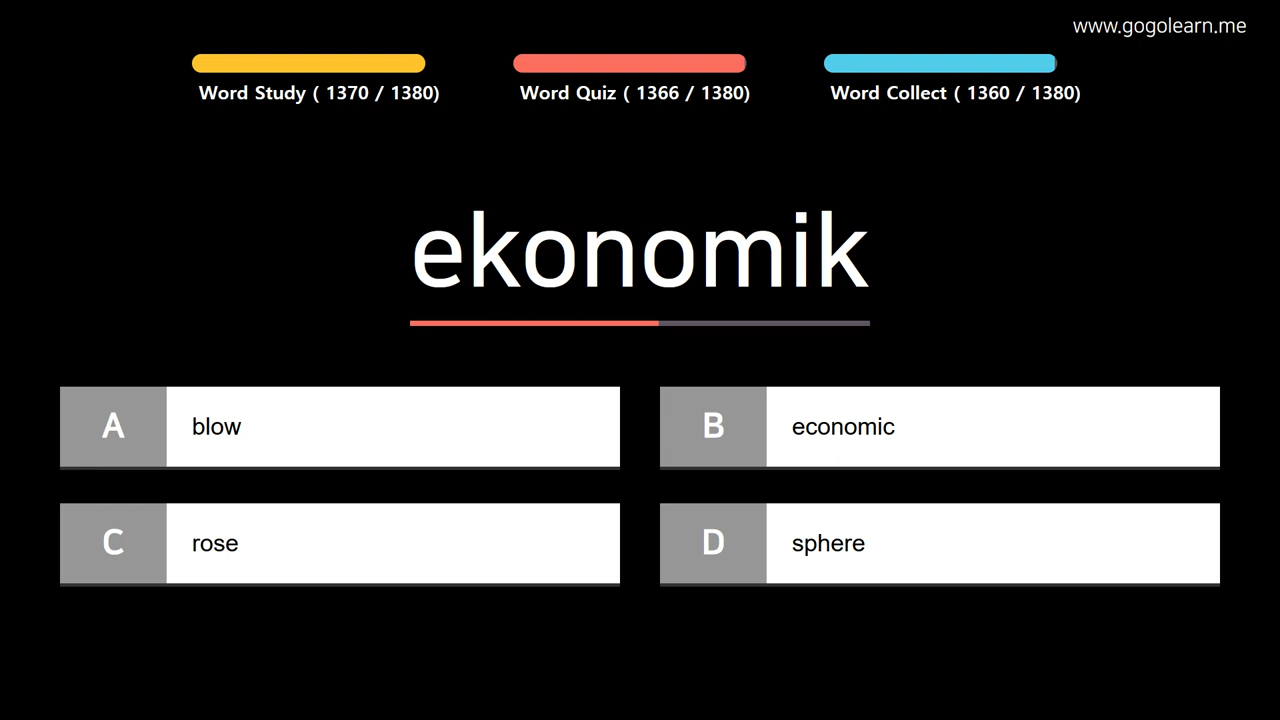 www.gogolearn.me
Word Study ( 1370 / 1380)
Word Quiz ( 1366 / 1380)
Word Collect ( 1360 / 1380)
ekonomik
A blow
B economic
C rose
D sphere